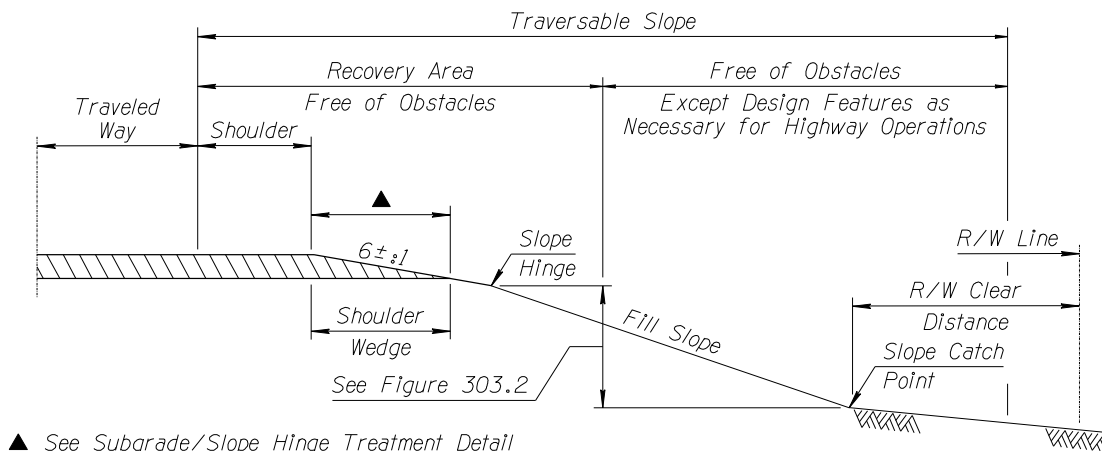 Traversable Slope
Recovery Area
Free of Obstacles
Free of Obstacles
Except Design Features as
Necessary for Highway Operations
Traveled
Way
Shoulder
▲
6±:1
Slope
Hinge
R/W Line
R/W Clear
Distance
Shoulder
Wedge
Fill Slope
See Figure 303.2
Slope Catch
Point
▲ See Subgrade/Slope Hinge Treatment Detail